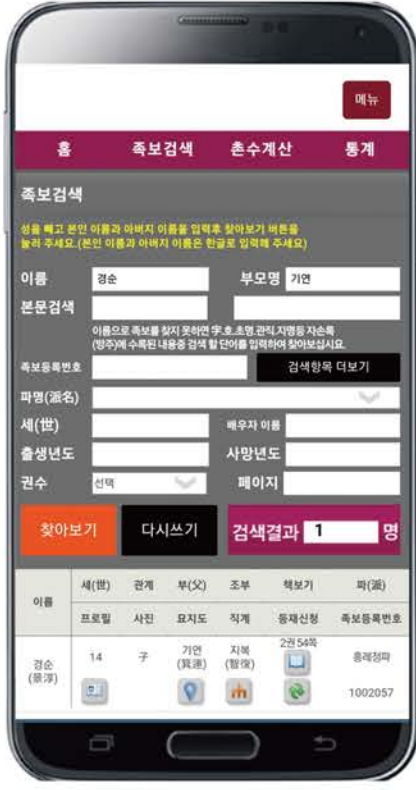 메뉴
홈 족보검색 촌수계산 통계
족보검색
성을 빼고 본인 이름과 아버지 이름을 입력후 찾아보기 버튼을
눌러 주세요.(본인 이름과 아버지 이름은 한글로 입력해 주세요)
이름 경순 부모명 기연
본문검색
이름으로 족보를 찾지 못하면 字.호.초명.관직.지명등 자손록
(방주)에 수록된 내용중 검색 할 단어를 입력하여 찾아보십시요.
족보등록번호 검색항목 더보기
파명(派名)
세(世) 배우자 이름
출생년도 사망년도
권수 선택 페이지
찾아보기 다시쓰기 검색결과 1 명
이름 세(世) 관계 부(父) 조부 책보기 파(派)
프로필 사진 묘지도 직계 등재신청 족보등록번호
경순 14 子 기연 지복 2권 54쪽 홍레정파
(景淳) (箕連) (智復)
1002057